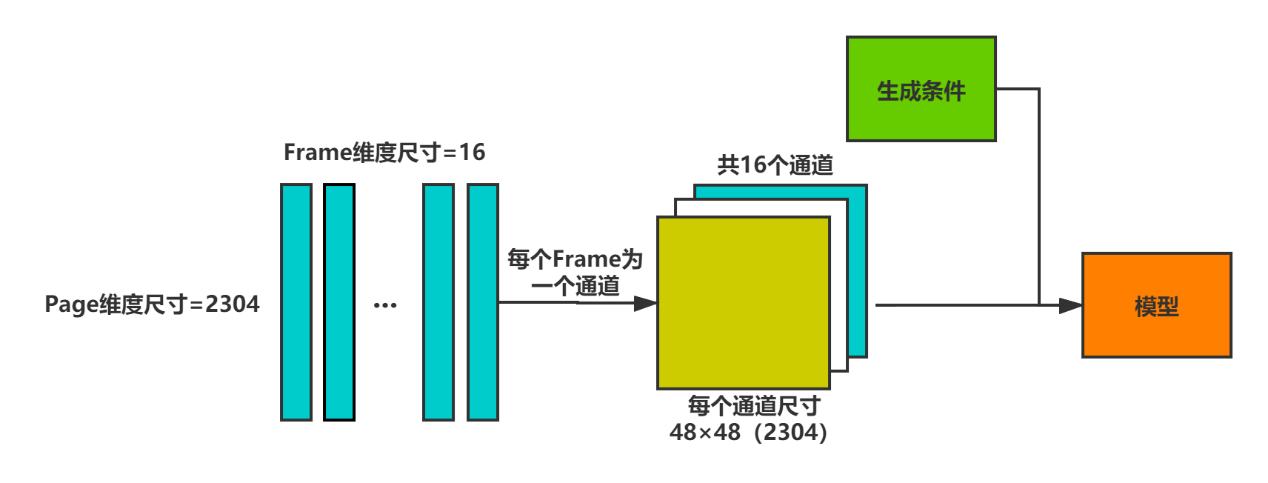 生成条件
Frame维度尺寸=16
共16个通道
每个Frame为
一个通道
Page维度尺寸=2304
...
模型
每个通道尺寸
48×48（2304）